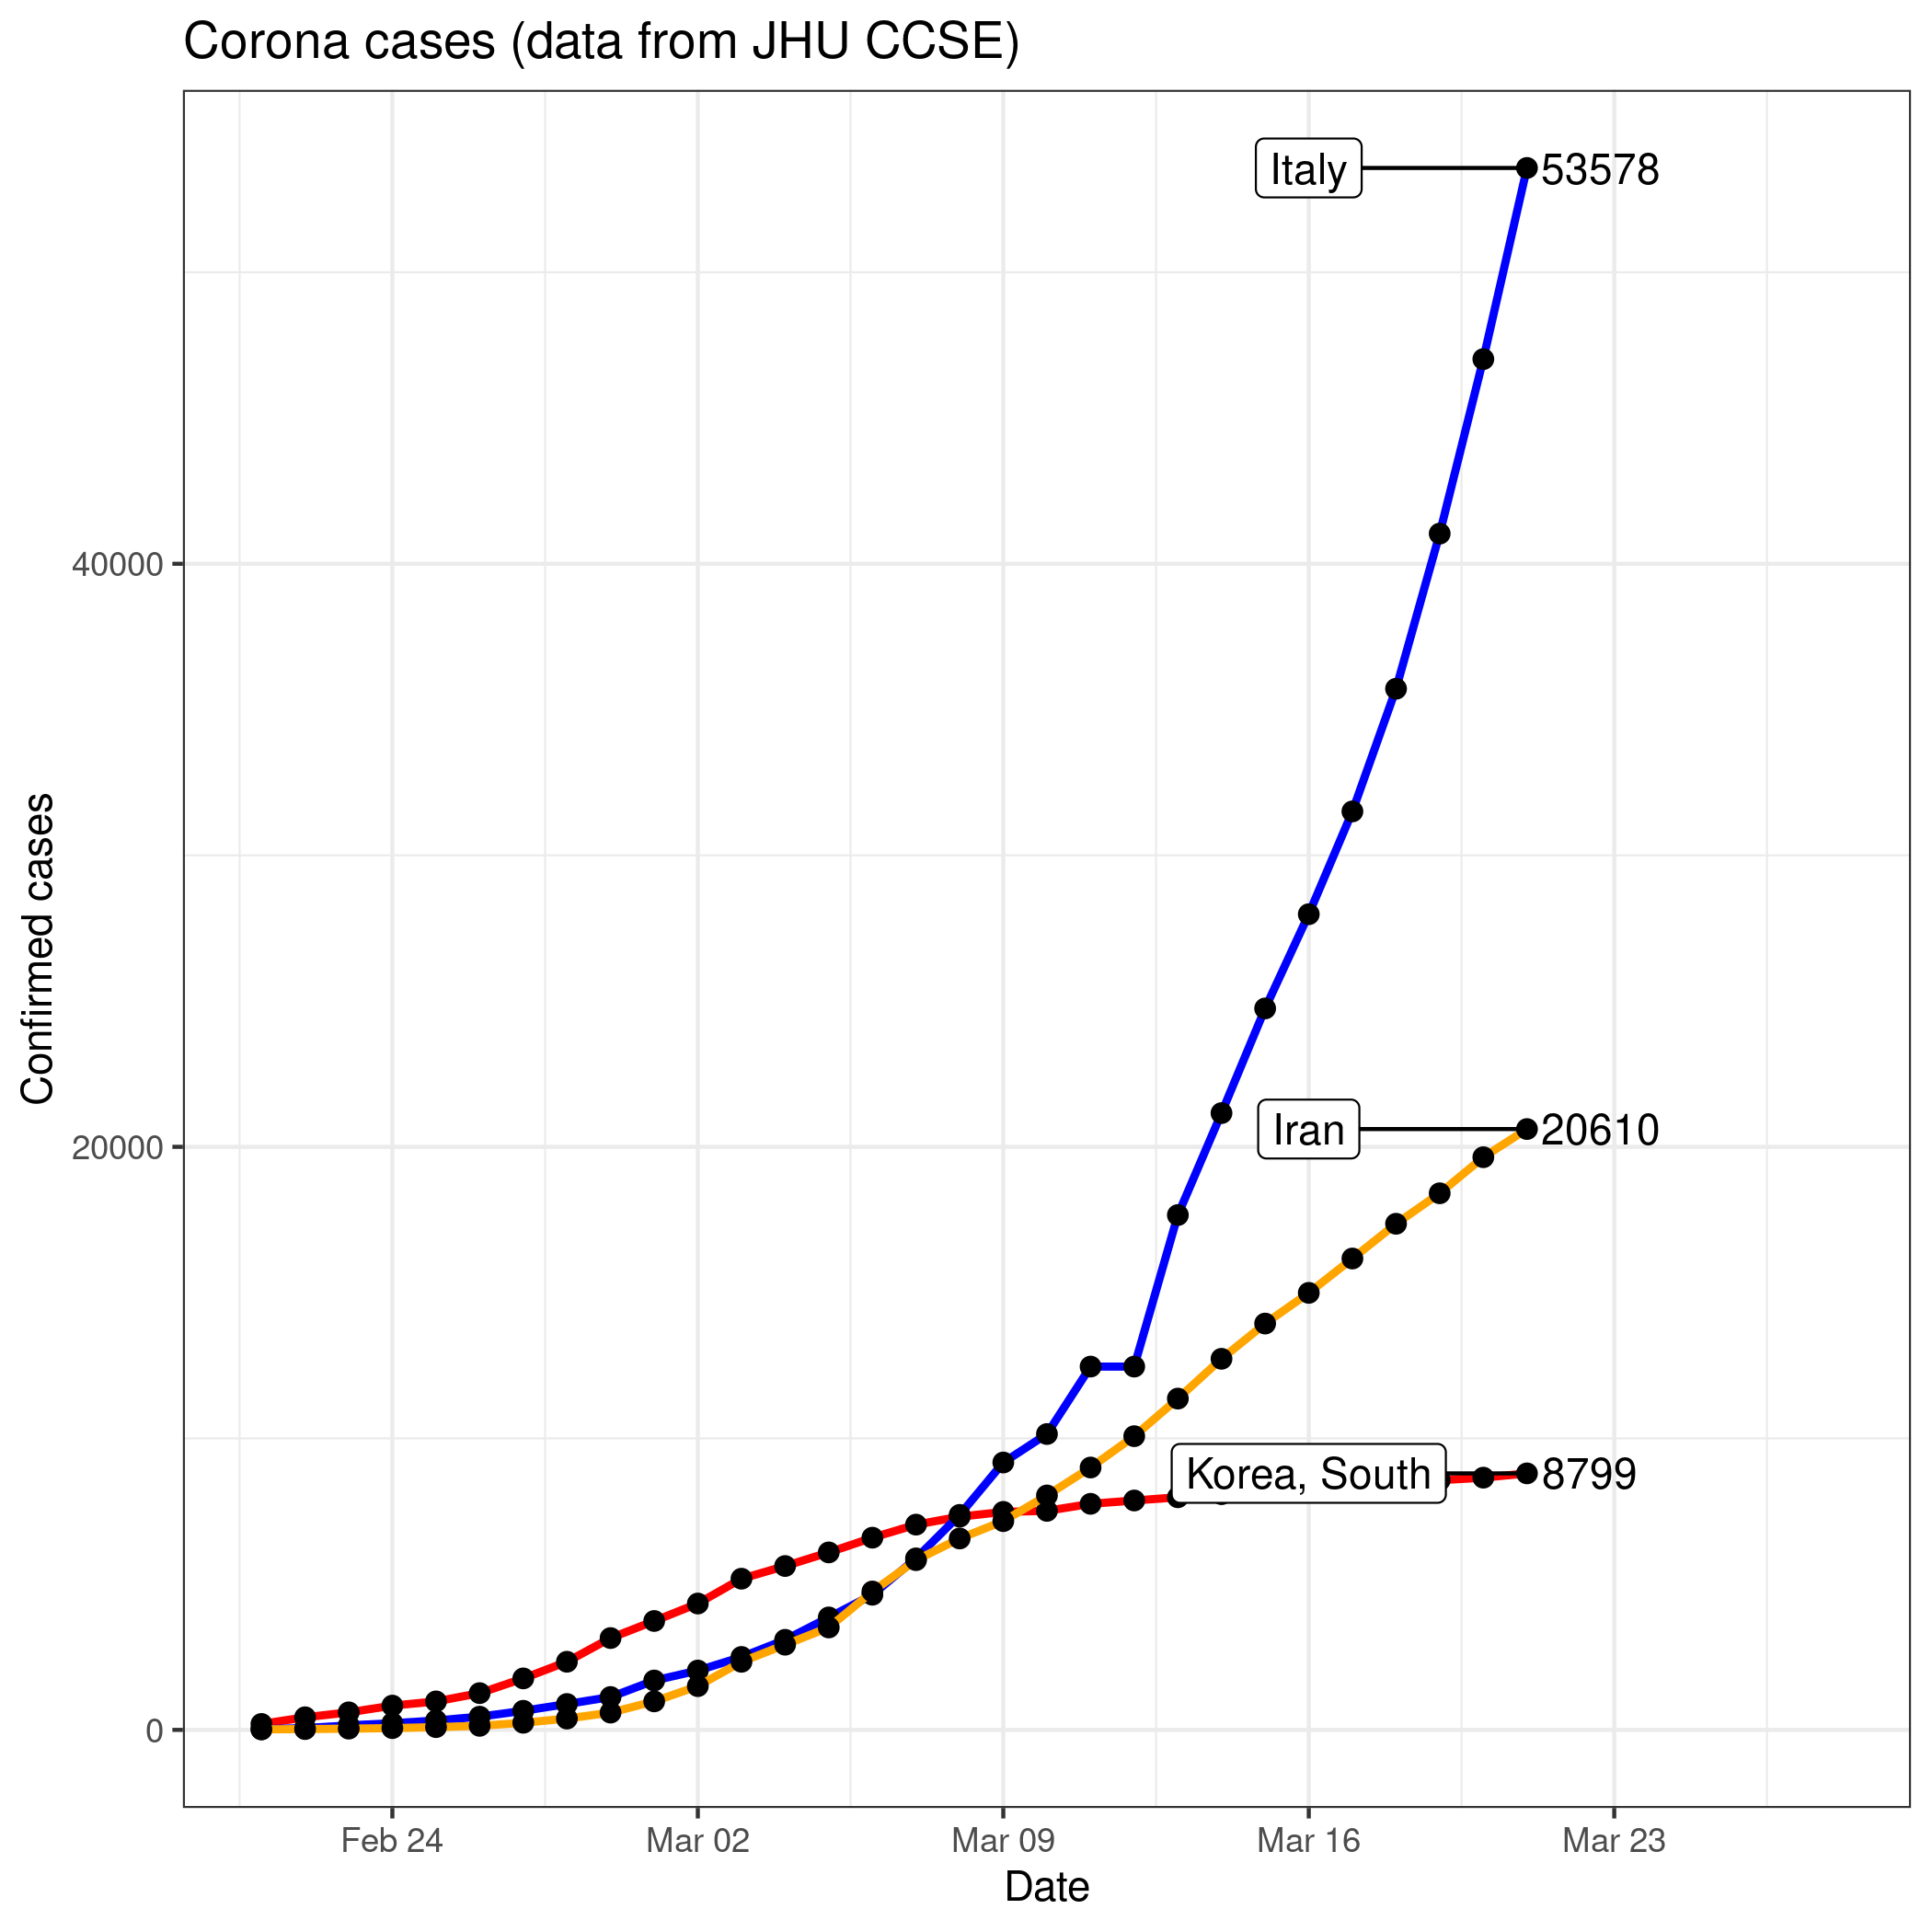 Corona cases (data from JHU CCSE)
Italy
53578
40000
Confirmed cases
Iran
20610
20000
Korea, South
8799
0
Feb 24
Mar 02
Mar 09
Mar 16
Mar 23
Date